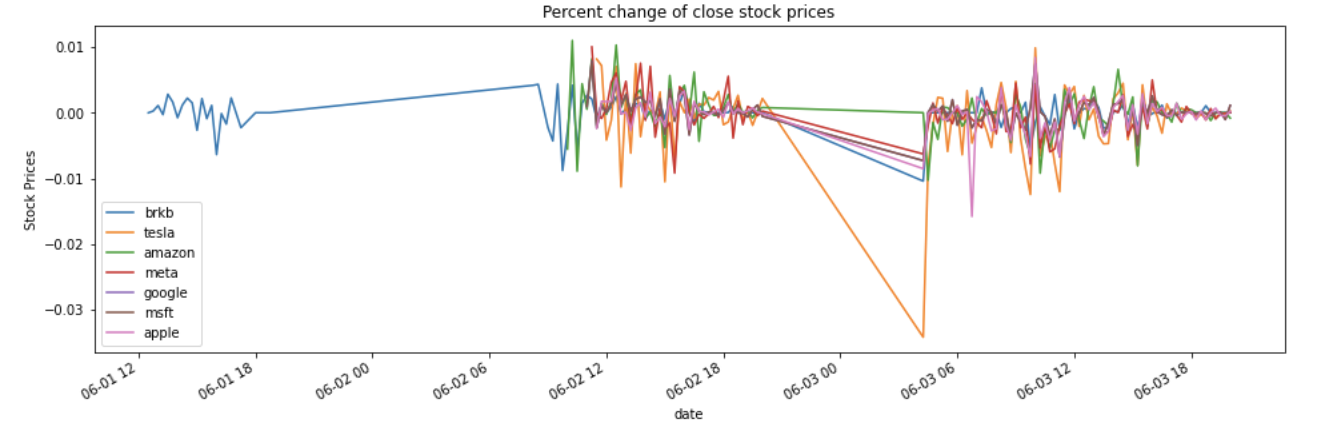 Percent change of close stock prices
0.01
0.00
−0.01
−0.02
−0.03
Stock Prices
brkb
tesla
amazon
meta
google
msft
apple
06-01 12
06-01 18
06-02 00
06-02 06
06-02 12
06-02 18
06-03 00
06-03 06
06-03 12
06-03 18
date